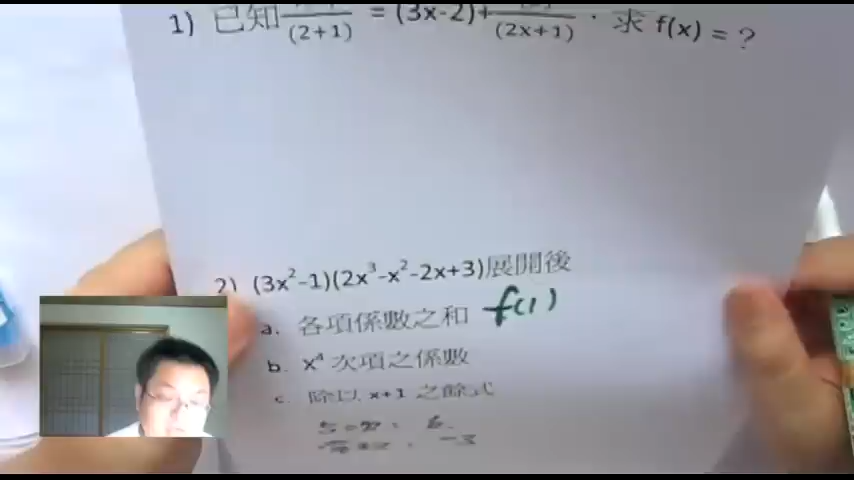 1) 已知 (2+1) = (3x-2)+ (2x+1) . 求 f(x) = ?
2) (3x²-1)(2x³-x²-2x+3)展開後
a. 各項係數之和 f(1)
b. x⁴ 次項之係數
c. 除以 x+1 之餘式